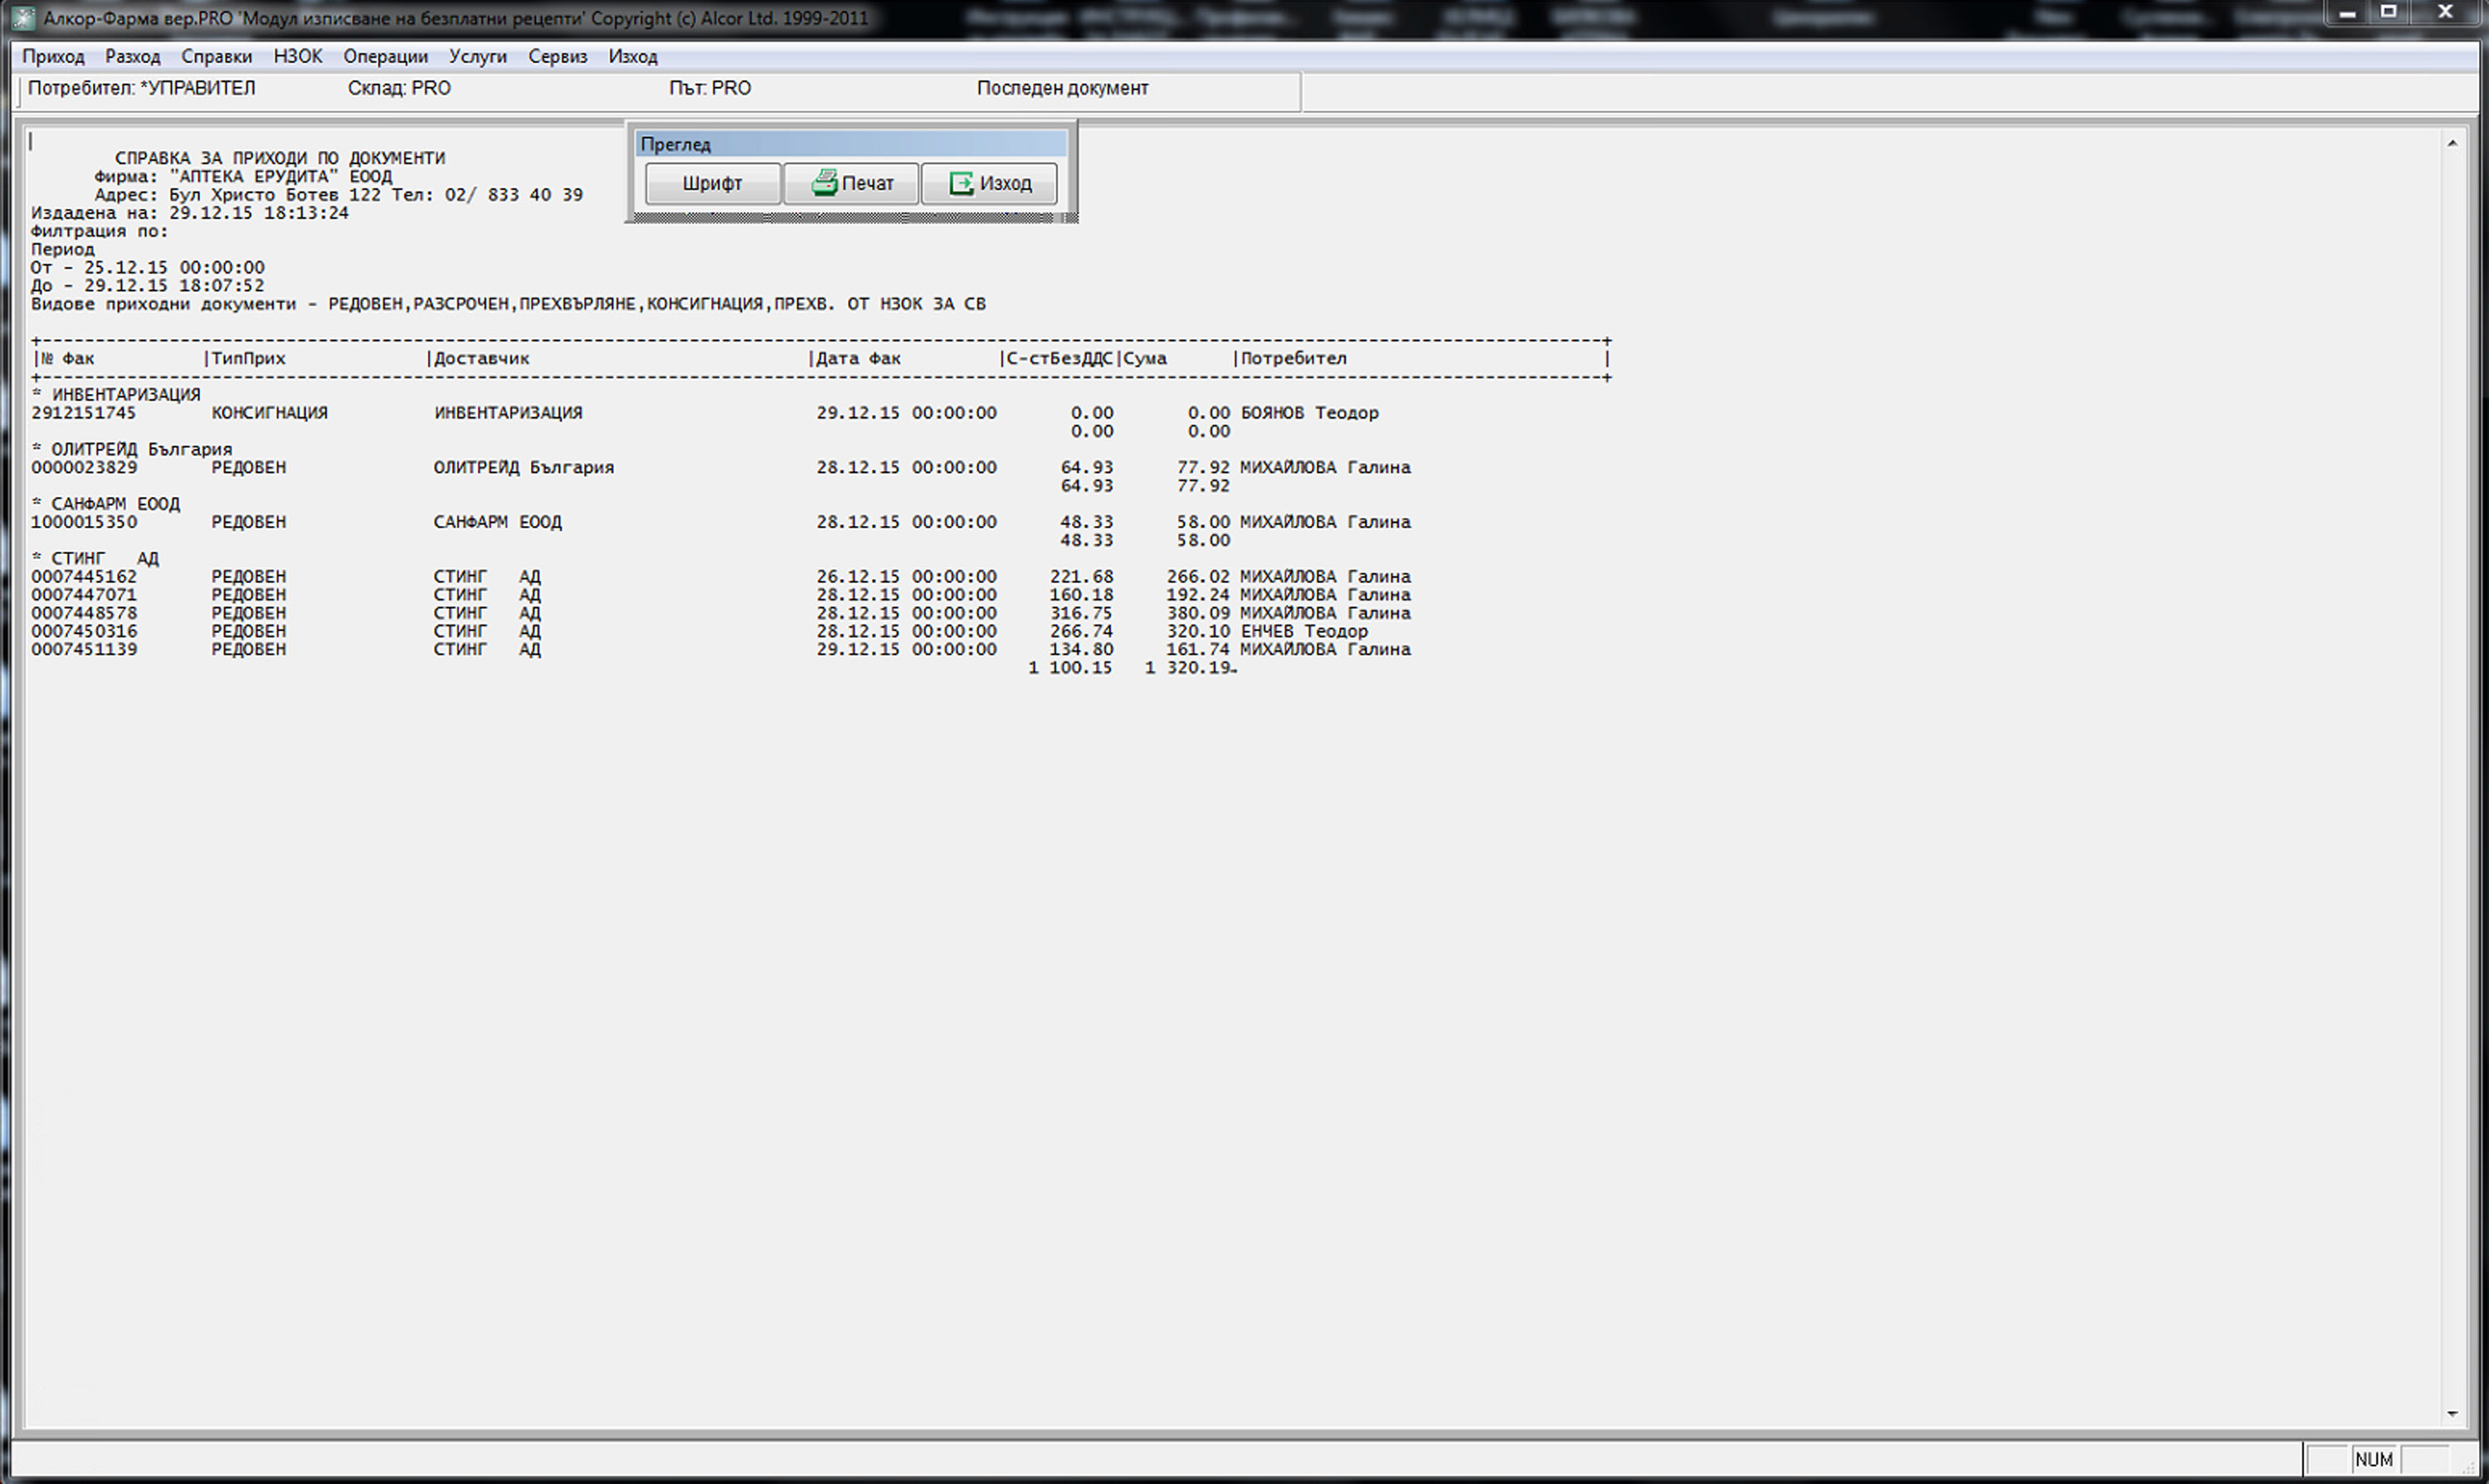 Алкор-Фарма вер.PRO 'Модул изписване на безплатни рецепти' Copyright (c) Alcor Ltd. 1999-2011
Приход Разход Справки НЗОК Операции Услуги Сервиз Изход
Потребител: *УПРАВИТЕЛ Склад: PRO Път: PRO Последен документ
Преглед
Шрифт Печат Изход
СПРАВКА ЗА ПРИХОДИ ПО ДОКУМЕНТИ
Фирма: "АПТЕКА ЕРУДИТА" ЕООД
Адрес: Бул Христо Ботев 122 Тел: 02/ 833 40 39
Издадена на: 29.12.15 18:13:24
Филтрация по:
Период
От - 25.12.15 00:00:00
До - 29.12.15 18:07:52
Видове приходни документи - РЕДОВЕН,РАЗСРОЧЕН,ПРЕХВЪРЛЯНЕ,КОНСИГНАЦИЯ,ПРЕХВ. ОТ НЗОК ЗА СВ
|№ Фак |ТипПрих |Доставчик |Дата Фак |С-стБезДДС|Сума |Потребител |
* ИНВЕНТАРИЗАЦИЯ
2912151745 КОНСИГНАЦИЯ ИНВЕНТАРИЗАЦИЯ 29.12.15 00:00:00 0.00 0.00 БОЯНОВ Теодор
0.00 0.00
* ОЛИТРЕЙД България
0000023829 РЕДОВЕН ОЛИТРЕЙД България 28.12.15 00:00:00 64.93 77.92 МИХАЙЛОВА Галина
64.93 77.92
* САНФАРМ ЕООД
1000015350 РЕДОВЕН САНФАРМ ЕООД 28.12.15 00:00:00 48.33 58.00 МИХАЙЛОВА Галина
48.33 58.00
* СТИНГ АД
0007445162 РЕДОВЕН СТИНГ АД 26.12.15 00:00:00 221.68 266.02 МИХАЙЛОВА Галина
0007447071 РЕДОВЕН СТИНГ АД 28.12.15 00:00:00 160.18 192.24 МИХАЙЛОВА Галина
0007448578 РЕДОВЕН СТИНГ АД 28.12.15 00:00:00 316.75 380.09 МИХАЙЛОВА Галина
0007450316 РЕДОВЕН СТИНГ АД 28.12.15 00:00:00 266.74 320.10 ЕНЧЕВ Теодор
0007451139 РЕДОВЕН СТИНГ АД 29.12.15 00:00:00 134.80 161.74 МИХАЙЛОВА Галина
1 100.15 1 320.19
NUM